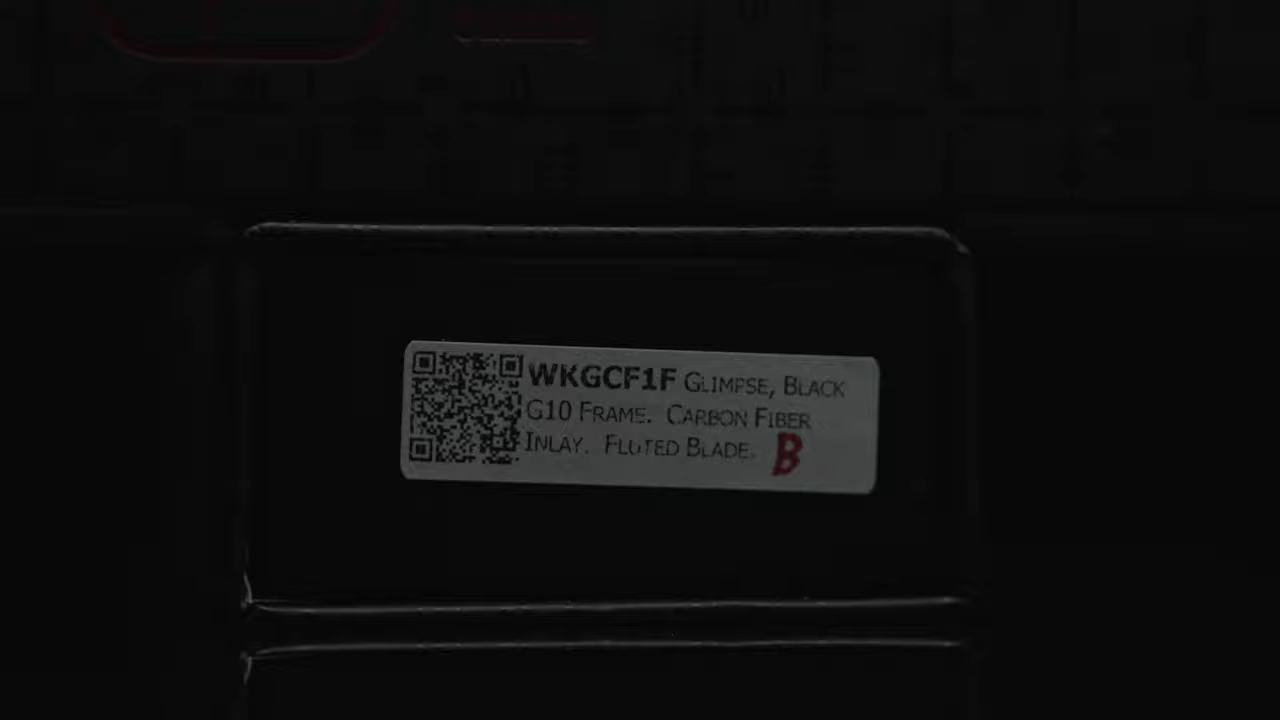 WKGCF1F GLIMPSE, BLACK
G10 FRAME. CARBON FIBER
INLAY. FLUTED BLADE. B